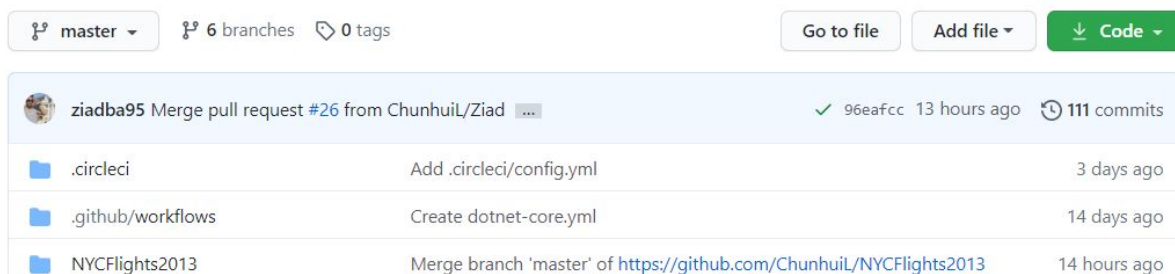 master 6 branches 0 tags Go to file Add file Code
ziadba95 Merge pull request #26 from ChunhuiL/Ziad ... 96eafcc 13 hours ago 111 commits
.circleci Add .circleci/config.yml 3 days ago
.github/workflows Create dotnet-core.yml 14 days ago
NYCFlights2013 Merge branch 'master' of https://github.com/ChunhuiL/NYCFlights2013 14 hours ago